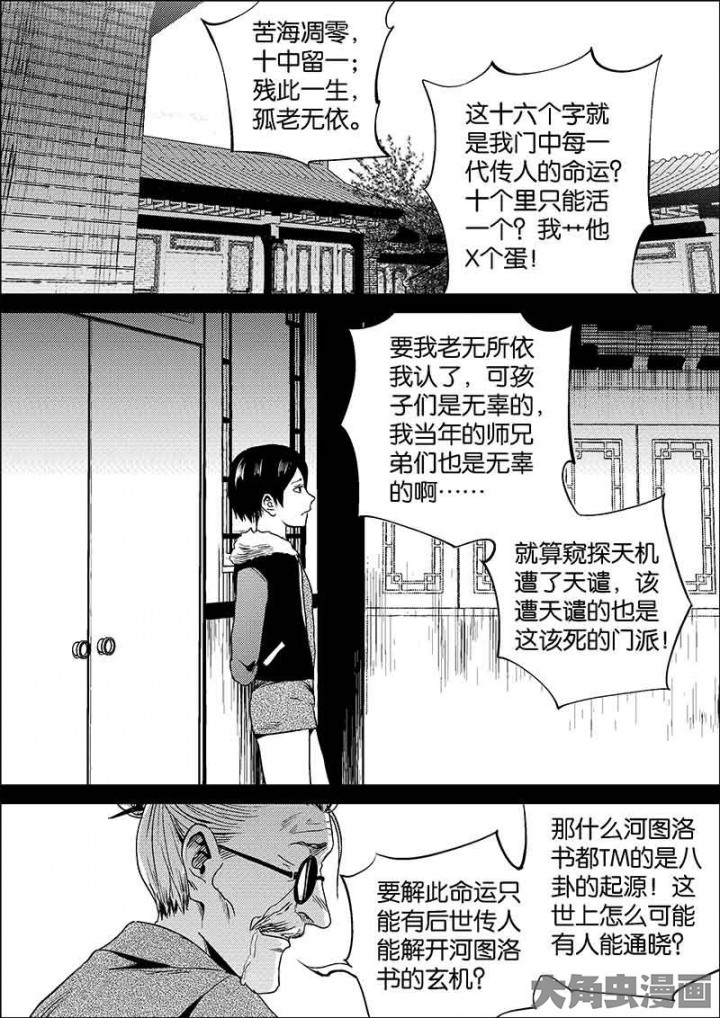 苦海凋零，
十中留一；
残此一生，
孤老无依。
这十六个字就
是我门中每一
代传人的命运？
十个里只能活
一个？我艹他
X个蛋！
要我老无所依
我认了，可孩
子们是无辜的，
我当年的师兄
弟们也是无辜
的啊……
就算窥探天机
遭了天谴，该
遭天谴的也是
这该死的门派！
要解此命运只
能有后世传人
能解开河图洛
书的玄机？
那什么河图洛
书都TM的是八
卦的起源！这
世上怎么可能
有人能通晓？
大角虫漫画